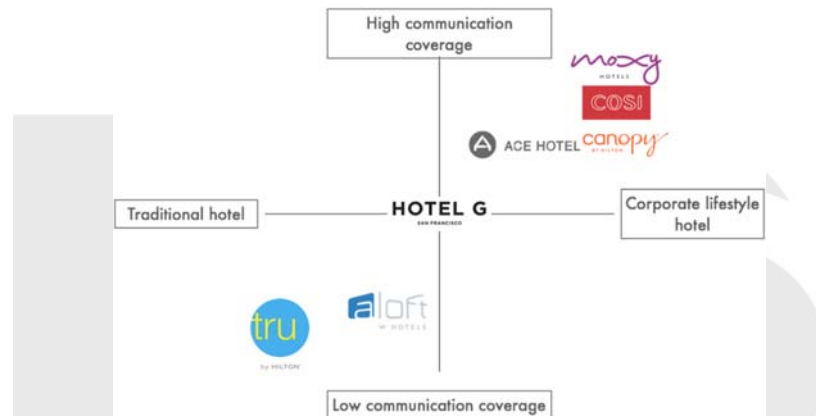 High communication
coverage
moxy
HOTELS
COSI
A ACE HOTEL
canopy
BY HILTON
Traditional hotel
HOTEL G
SAN FRANCISCO
Corporate lifestyle
hotel
tru
by HILTON
aloft
W HOTELS
Low communication coverage